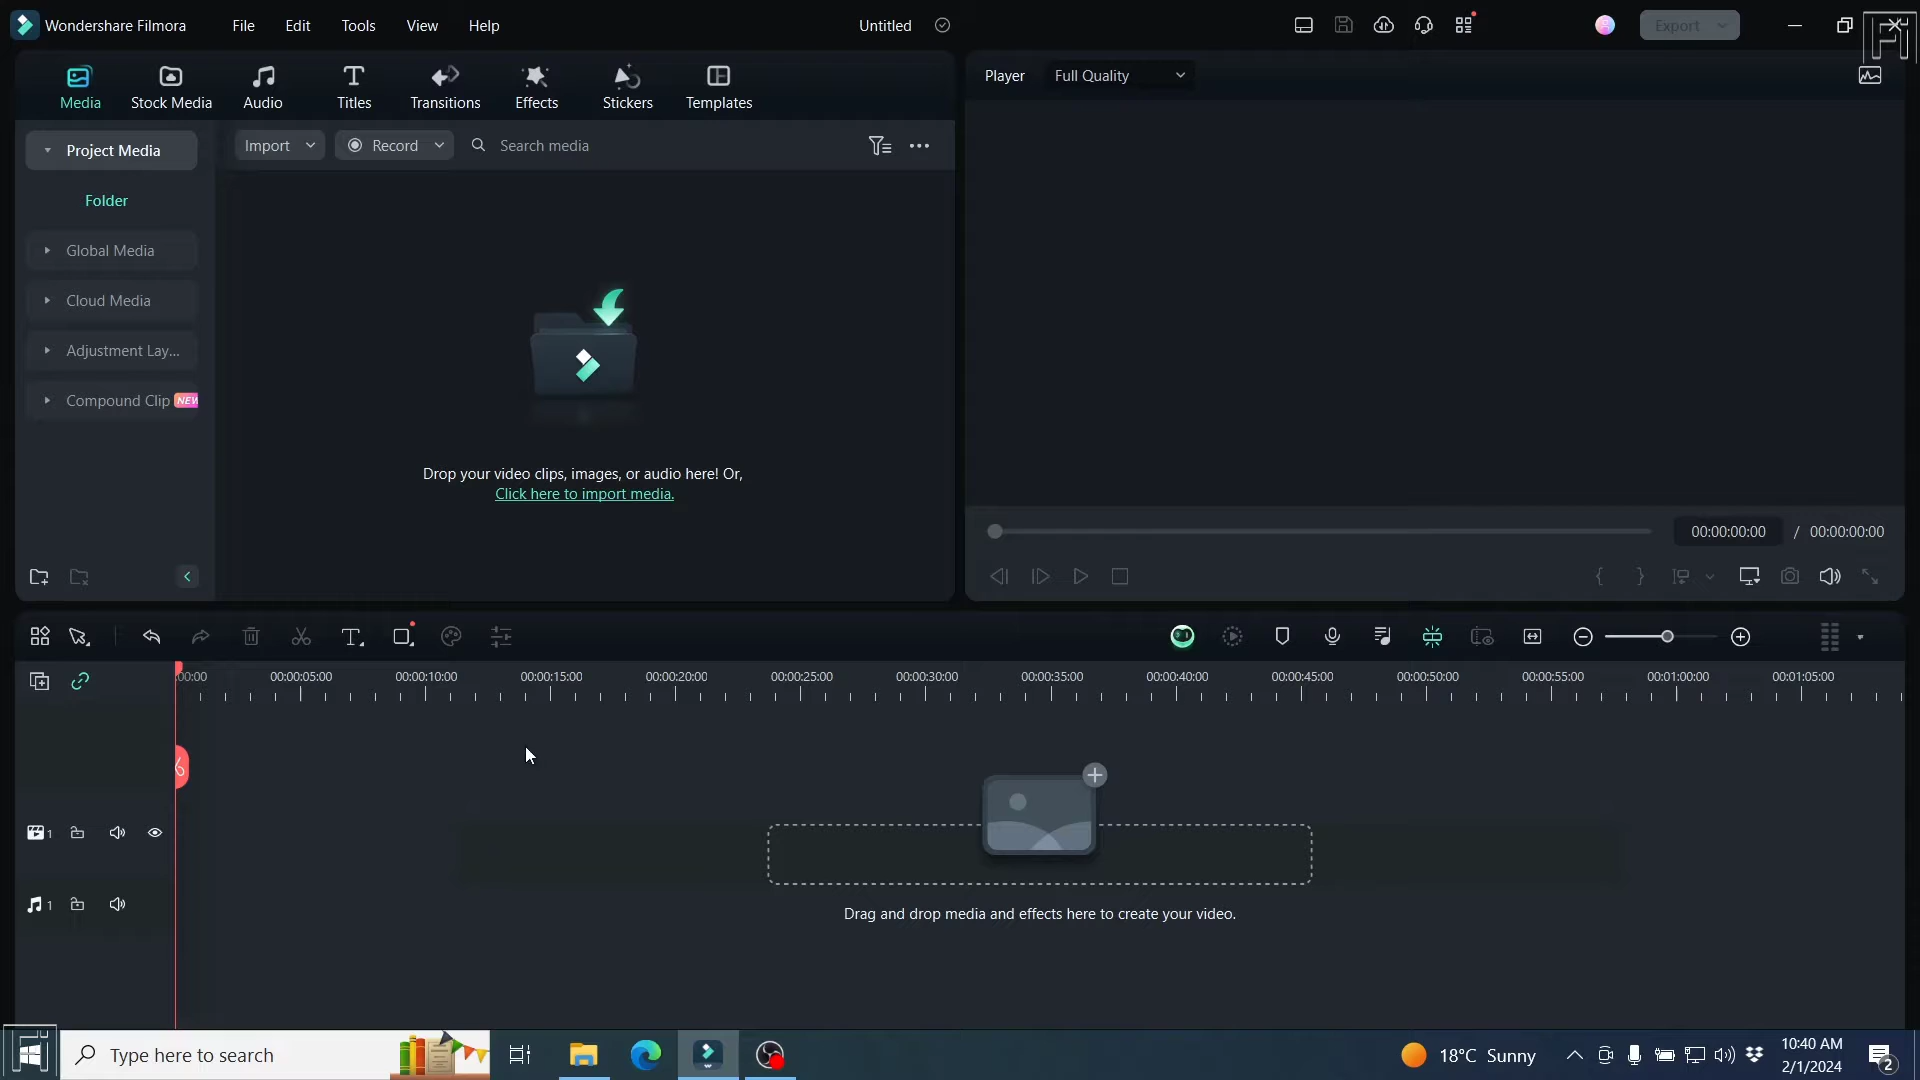 Wondershare Filmora File Edit Tools View Help Untitled Export
Media Stock Media Audio Titles Transitions Effects Stickers Templates
Player Full Quality
Project Media
Import Record Search media
Folder
Global Media
Cloud Media
Adjustment Lay...
Compound Clip NEW
Drop your video clips, images, or audio here! Or,
Click here to import media.
00:00:00:00 / 00:00:00:00
:00:00 00:00:05:00 00:00:10:00 00:00:15:00 00:00:20:00 00:00:25:00 00:00:30:00 00:00:35:00 00:00:40:00 00:00:45:00 00:00:50:00 00:00:55:00 00:01:00:00 00:01:05:00
1
1
Drag and drop media and effects here to create your video.
Type here to search
18°C Sunny
10:40 AM
2/1/2024
2